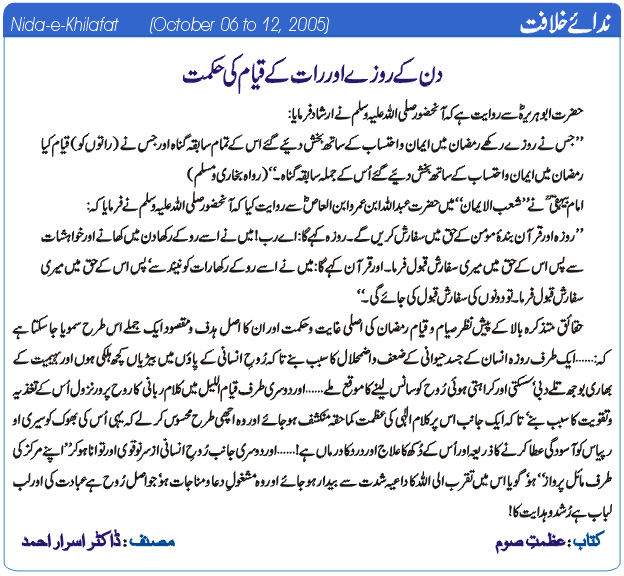 Nida-e-Khilafat (October 06 to 12, 2005) ندائے خلافت
دن کے روزے اور رات کے قیام کی حکمت
حضرت ابوہریرہؓ سے روایت ہے کہ آنحضور صلی اللہ علیہ وسلم نے ارشاد فرمایا:
’’جس نے روزے رکھے رمضان میں ایمان و احتساب کے ساتھ بخش دیئے گئے اس کے تمام سابقہ گناہ اور جس نے (راتوں کو) قیام کیا
رمضان میں ایمان و احتساب کے ساتھ بخش دیئے گئے اُس کے جملہ سابقہ گناہ۔‘‘ (رواہ بخاری و مسلم)
امام بیہقیؒ نے ’’شعب الایمان‘‘ میں حضرت عبداللہ ابن عمرو ابن العاصؓ سے روایت کیا کہ آنحضور صلی اللہ علیہ وسلم نے فرمایا کہ:
’’روزہ اور قرآن بندۂ مومن کے حق میں سفارش کریں گے۔ روزہ کہے گا: اے رب! میں نے اسے روکے رکھا دن میں کھانے اور خواہشات
سے پس اس کے حق میں میری سفارش قبول فرما۔ اور قرآن کہے گا: میں نے اسے روکے رکھا رات کو نیند سے‘ پس اس کے حق میں میری
سفارش قبول فرما۔ تو دونوں کی سفارش قبول کی جائے گی۔‘‘
حقائق متذکرہ بالا کے پیش نظر صیام و قیام رمضان کی اصلی غایت و حکمت اور ان کا اصل ہدف و مقصود ایک جملے اس طرح سمویا جا سکتا ہے
کہ: ......ایک طرف روزہ انسان کے جسد حیوانی کے ضعف و اضمحلال کا سبب بنے تاکہ رُوحِ انسانی کے پاؤں میں بیڑیاں کچھ ہلکی ہوں اور بہیمیت کے
بھاری بوجھ تلے دبی‘ سسکتی اور کراہتی ہوئی رُوح کو سانس لینے کا موقع ملے......اور دوسری طرف قیام اللیل میں کلام ربانی کا روح پرور نزول اُس کے تغذیہ
و تقویت کا سبب بنے‘ تاکہ ایک جانب اس پر کلام الٰہی کی عظمت کما حقہٗ منکشف ہو جائے اور وہ اچھی طرح محسوس کرلے کہ یہی اُس کی بھوک کو سیری او
ر پیاس کو آسودگی عطا کرنے کا ذریعہ اور اُس کے دُکھ کا علاج اور درد کا درماں ہے!......اور دوسری جانب رُوحِ انسانی از سرنو قوی اور توانا ہو کر ’’اپنے مرکز کی
طرف مائل پرواز‘‘ ہو‘ گویا اس میں تقرب الی اللہ کا داعیہ شدت سے بیدار ہو جائے اور وہ مشغولِ دعا و مناجات ہو‘ جو اصل رُوح ہے عبادت کی اور لب
لباب ہے رُشد و ہدایت کا!
کتاب : عظمتِ صوم مصنف : ڈاکٹر اسرار احمد